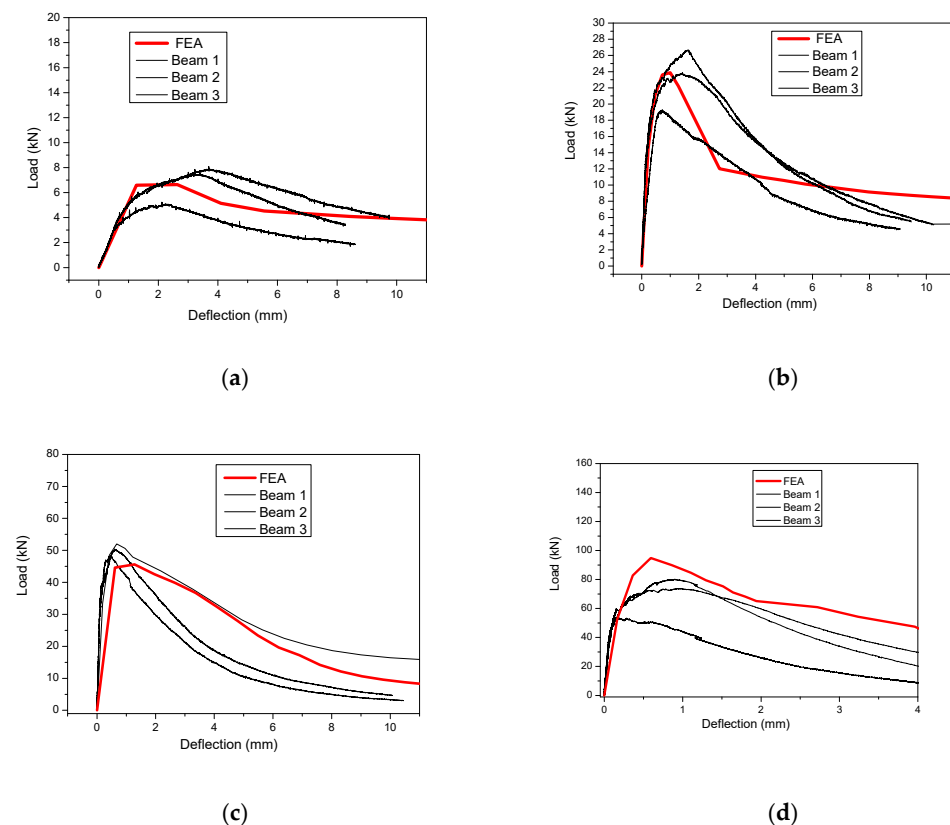 20
18
16
14
12
10
8
6
4
2
0
Load (kN)
FEA
Beam 1
Beam 2
Beam 3
0 2 4 6 8 10
Deflection (mm)
(a)
30
28
26
24
22
20
18
16
14
12
10
8
6
4
2
0
Load (kN)
FEA
Beam 1
Beam 2
Beam 3
0 2 4 6 8 10
Deflection (mm)
(b)
80
70
60
50
40
30
20
10
0
Load (kN)
FEA
Beam 1
Beam 2
Beam 3
0 2 4 6 8 10
Deflection (mm)
(c)
160
140
120
100
80
60
40
20
0
Load (kN)
FEA
Beam 1
Beam 2
Beam 3
0 1 2 3 4
Deflection (mm)
(d)